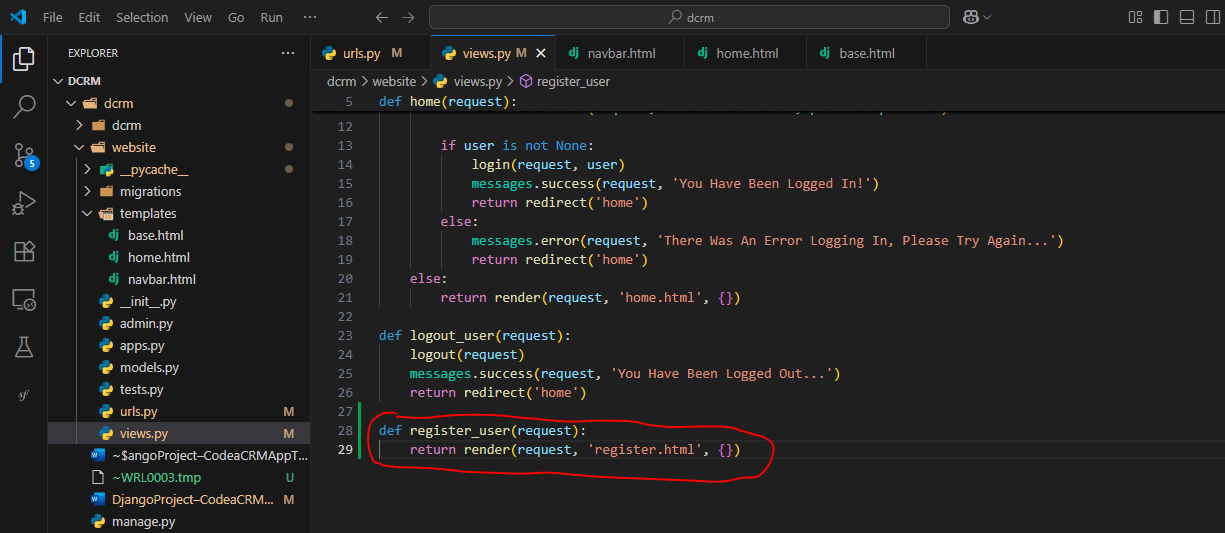 File Edit Selection View Go Run ··· dcrm
EXPLORER ···
DCRM
dcrm
dcrm
website
__pycache__
migrations
templates
base.html
home.html
navbar.html
__init__.py
admin.py
apps.py
models.py
tests.py
urls.py M
views.py M
~$angoProject–CodeaCRMAppT...
~WRL0003.tmp U
DjangoProject–CodeaCRM... M
manage.py
5
urls.py M views.py M navbar.html home.html base.html
dcrm > website > views.py > register_user
5 def home(request):
12
13 if user is not None:
14 login(request, user)
15 messages.success(request, 'You Have Been Logged In!')
16 return redirect('home')
17 else:
18 messages.error(request, 'There Was An Error Logging In, Please Try Again...')
19 return redirect('home')
20 else:
21 return render(request, 'home.html', {})
22
23 def logout_user(request):
24 logout(request)
25 messages.success(request, 'You Have Been Logged Out...')
26 return redirect('home')
27
28 def register_user(request):
29 return render(request, 'register.html', {})